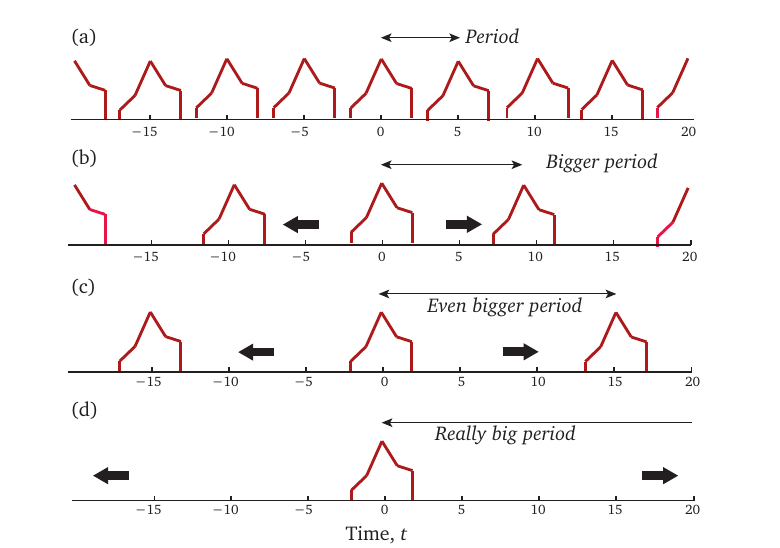 (a)
Period
−15 −10 −5 0 5 10 15 20
(b)
Bigger period
−15 −10 −5 0 5 10 15 20
(c)
Even bigger period
−15 −10 −5 0 5 10 15 20
(d)
Really big period
−15 −10 −5 0 5 10 15 20
Time, t